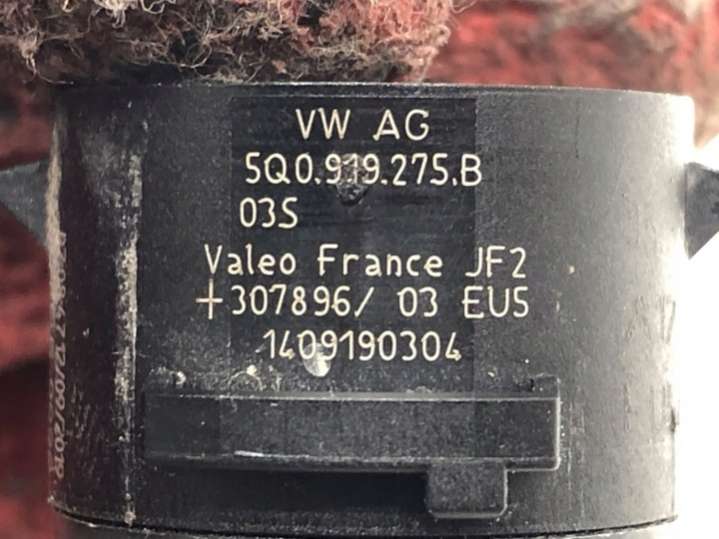 VW AG
5Q0.919.275.B
03S
Valeo France JF2
+307896/ 03 EU5
1409190304